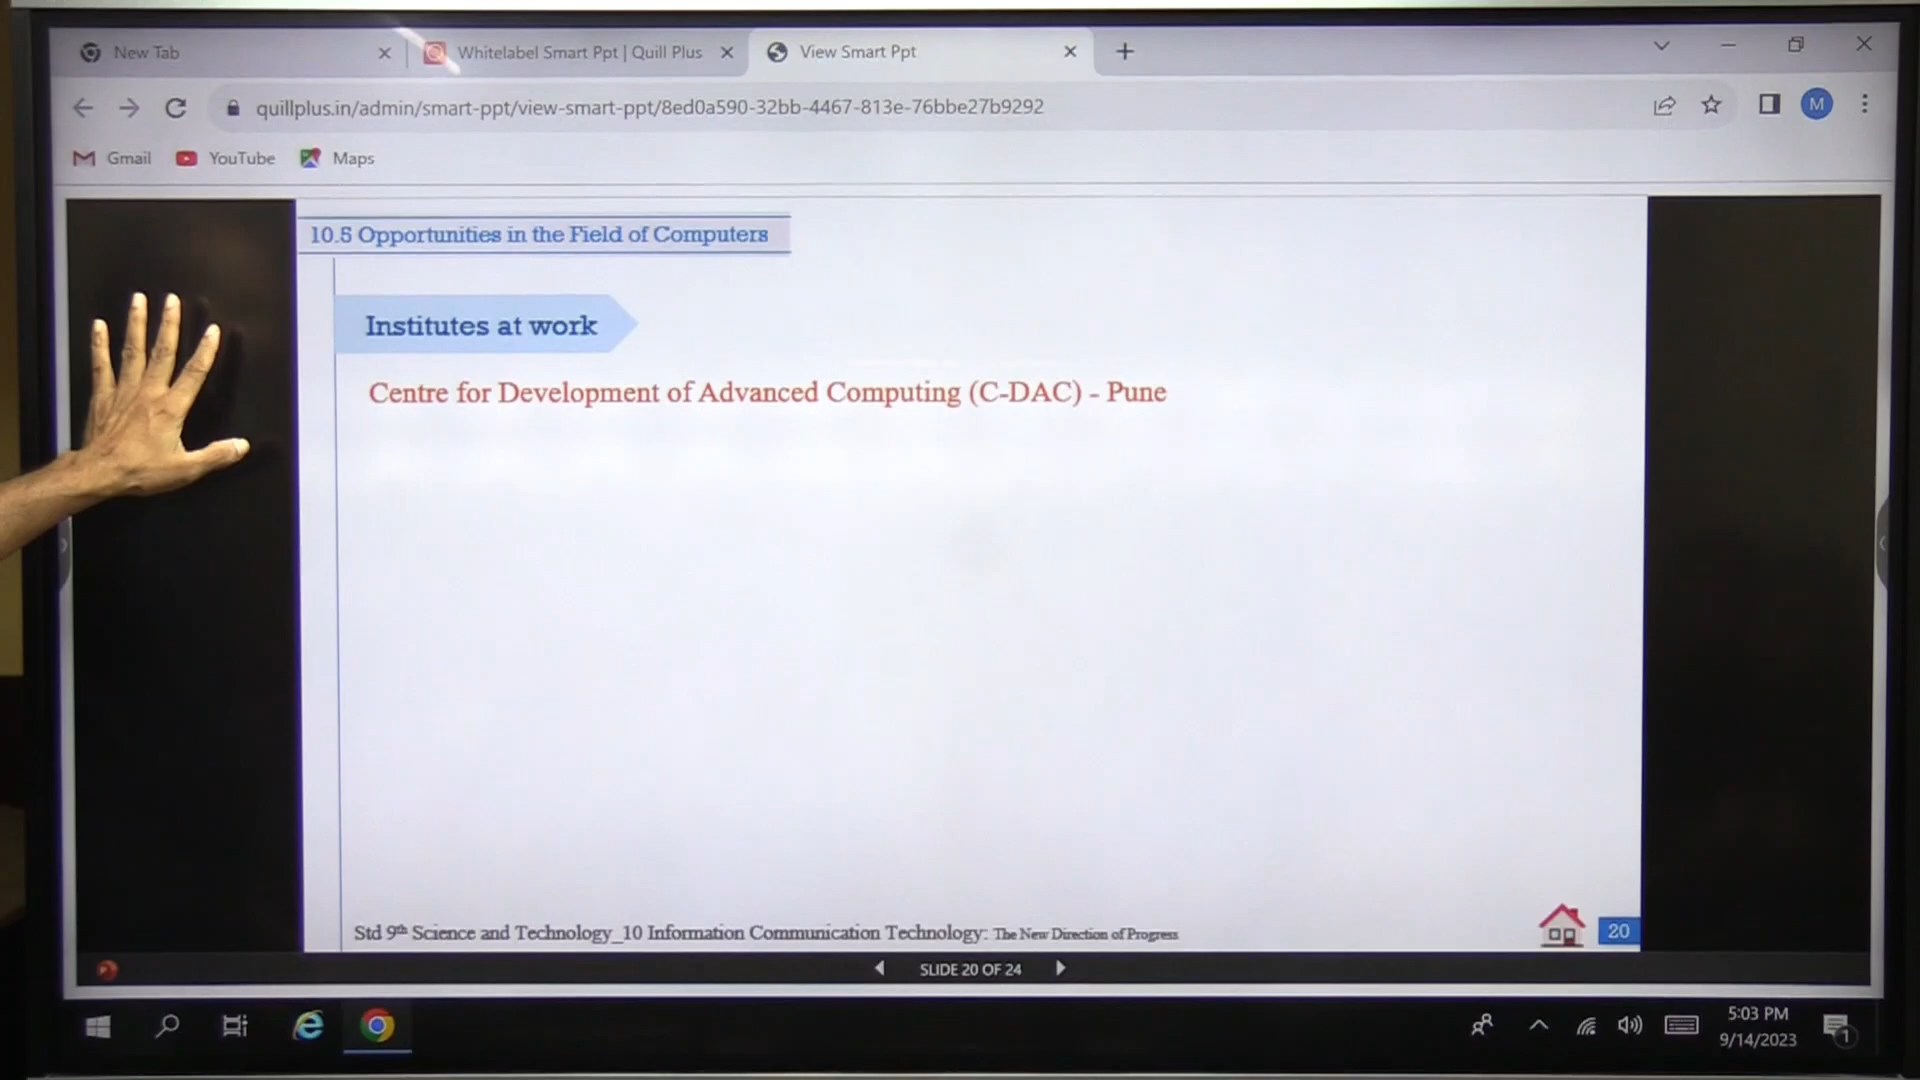 New Tab
Whitelabel Smart Ppt | Quill Plus
View Smart Ppt
quillplus.in/admin/smart-ppt/view-smart-ppt/8ed0a590-32bb-4467-813e-76bbe27b9292
M
Gmail
YouTube
Maps
10.5 Opportunities in the Field of Computers
Institutes at work
Centre for Development of Advanced Computing (C-DAC) - Pune
Std 9th Science and Technology_10 Information Communication Technology: The New Direction of Progress
20
SLIDE 20 OF 24
5:03 PM
9/14/2023
1